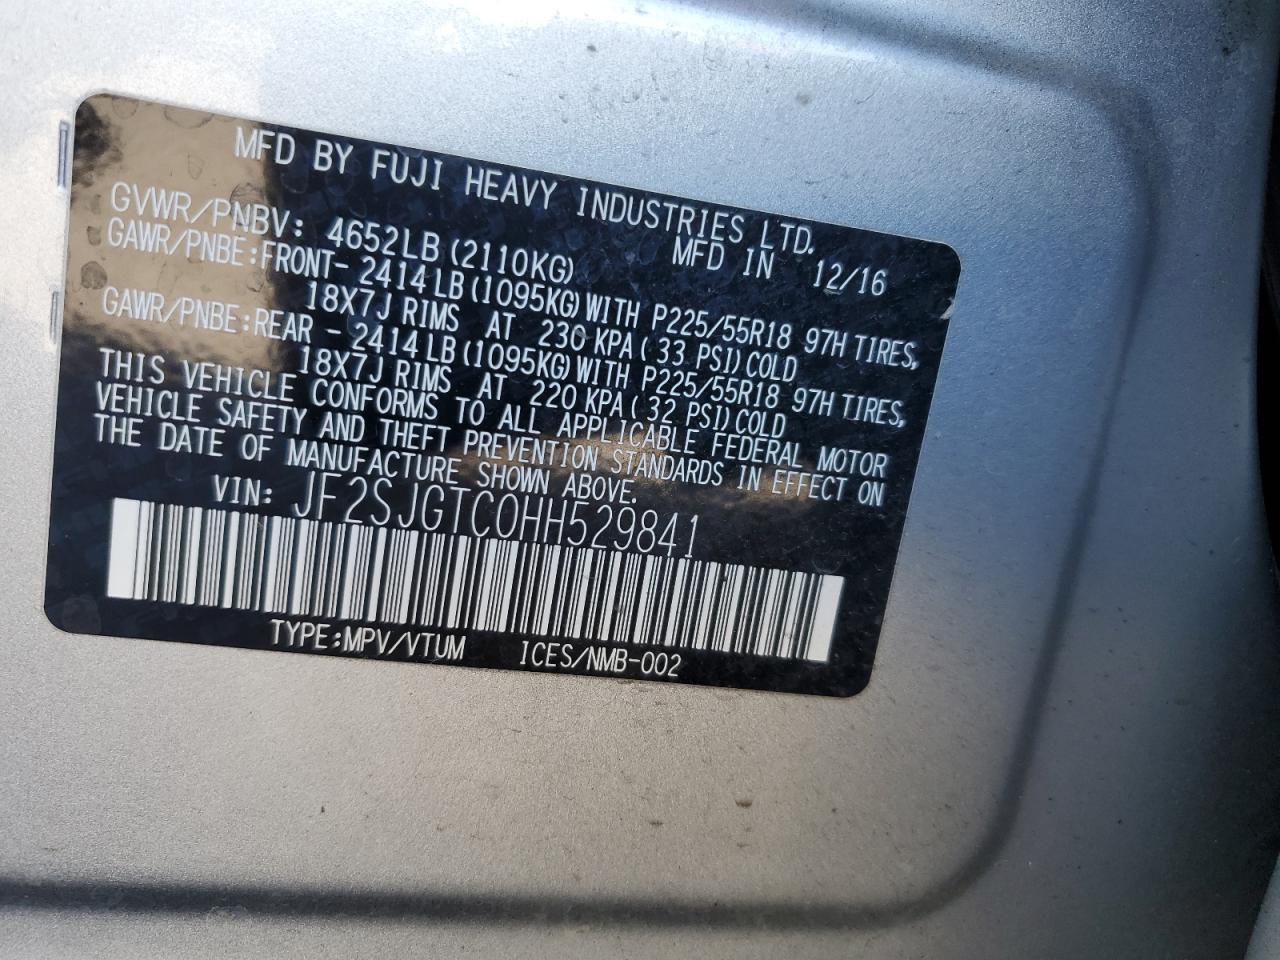 MFD BY FUJI HEAVY INDUSTRIES LTD.
MFD IN 12/16
GVWR/PNBV: 4652LB (2110KG)
GAWR/PNBE:FRONT- 2414LB (1095KG) WITH P225/55R18 97H TIRES,
18X7J RIMS AT 230 KPA ( 33 PSI) COLD
GAWR/PNBE:REAR - 2414LB (1095KG) WITH P225/55R18 97H TIRES,
18X7J RIMS AT 220 KPA ( 32 PSI) COLD
THIS VEHICLE CONFORMS TO ALL APPLICABLE FEDERAL MOTOR
VEHICLE SAFETY AND THEFT PREVENTION STANDARDS IN EFFECT ON
THE DATE OF MANUFACTURE SHOWN ABOVE.
VIN: JF2SJGTC0HH529841
TYPE:MPV/VTUM ICES/NMB-002